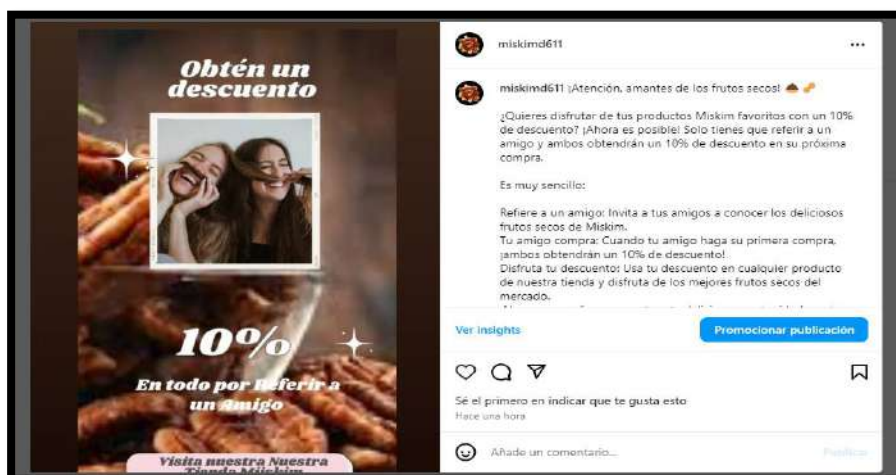 Obtén un
descuento
10%
En todo por Referir a
un Amigo
Visita nuestra Nuestra
Tienda Miiskim
miskimd611
miskimd611 ¡Atención, amantes de los frutos secos! 🌰 🥜
¿Quieres disfrutar de tus productos Miskim favoritos con un 10%
de descuento? ¡Ahora es posible! Solo tienes que referir a un
amigo y ambos obtendrán un 10% de descuento en su próxima
compra.
Es muy sencillo:
Refiere a un amigo: Invita a tus amigos a conocer los deliciosos
frutos secos de Miskim.
Tu amigo compra: Cuando tu amigo haga su primera compra,
¡ambos obtendrán un 10% de descuento!
Disfruta tu descuento: Usa tu descuento en cualquier producto
de nuestra tienda y disfruta de los mejores frutos secos del
mercado.
Ver insights
Promocionar publicación
Sé el primero en indicar que te gusta esto
Hace una hora
Añade un comentario...
Publicar